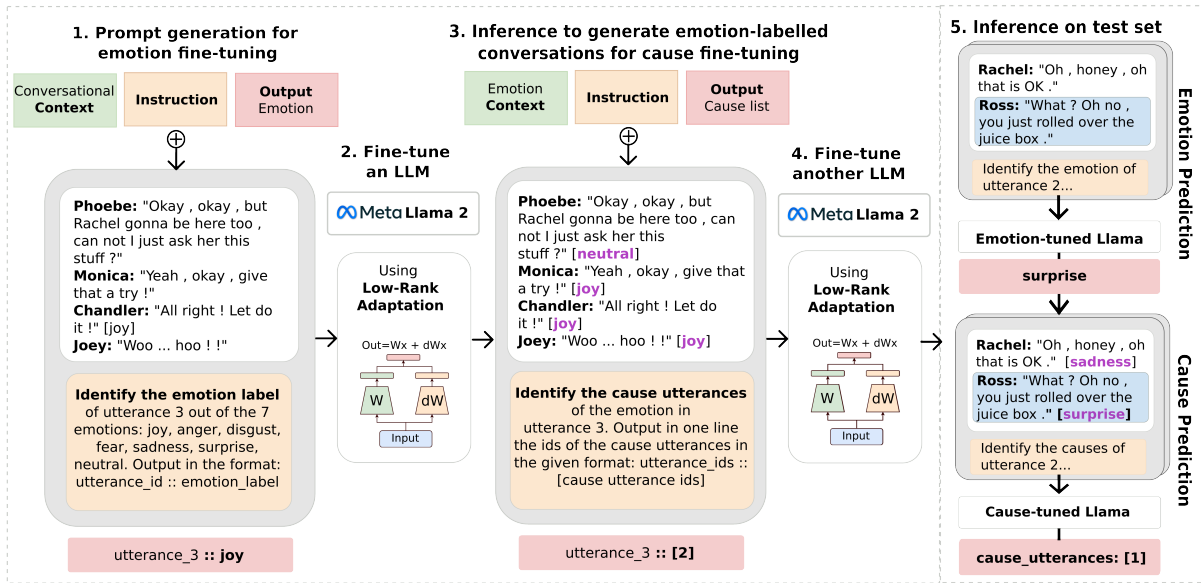 1. Prompt generation for
emotion fine-tuning
Conversational
Context
Instruction
Output
Emotion
Phoebe: "Okay , okay , but
Rachel gonna be here too ,
can not I just ask her this
stuff ?"
Monica: "Yeah , okay , give
that a try !"
Chandler: "All right ! Let do
it !" [joy]
Joey: "Woo ... hoo ! !"
Identify the emotion label
of utterance 3 out of the 7
emotions: joy, anger, disgust,
fear, sadness, surprise,
neutral. Output in the format:
utterance_id :: emotion_label
utterance_3 :: joy
2. Fine-tune
an LLM
Meta Llama 2
Using
Low-Rank
Adaptation
Out=Wx + dWx
W
dW
Input
3. Inference to generate emotion-labelled
conversations for cause fine-tuning
Emotion
Context
Instruction
Output
Cause list
Phoebe: "Okay , okay , but
Rachel gonna be here too , can
not I just ask her this
stuff ?" [neutral]
Monica: "Yeah , okay , give that
a try !" [joy]
Chandler: "All right ! Let do
it !" [joy]
Joey: "Woo ... hoo ! !" [joy]
Identify the cause utterances
of the emotion in
utterance 3. Output in one line
the ids of the cause utterances in
the given format: utterance_ids ::
[cause utterance ids]
utterance_3 :: [2]
4. Fine-tune
another LLM
Meta Llama 2
Using
Low-Rank
Adaptation
Out=Wx + dWx
W
dW
Input
5. Inference on test set
Rachel: "Oh , honey , oh
that is OK ."
Ross: "What ? Oh no ,
you just rolled over the
juice box ."
Identify the emotion of
utterance 2...
Emotion-tuned Llama
surprise
Emotion Prediction
Rachel: "Oh , honey , oh
that is OK ." [sadness]
Ross: "What ? Oh no ,
you just rolled over the
juice box ." [surprise]
Identify the causes of
utterance 2...
Cause-tuned Llama
cause_utterances: [1]
Cause Prediction